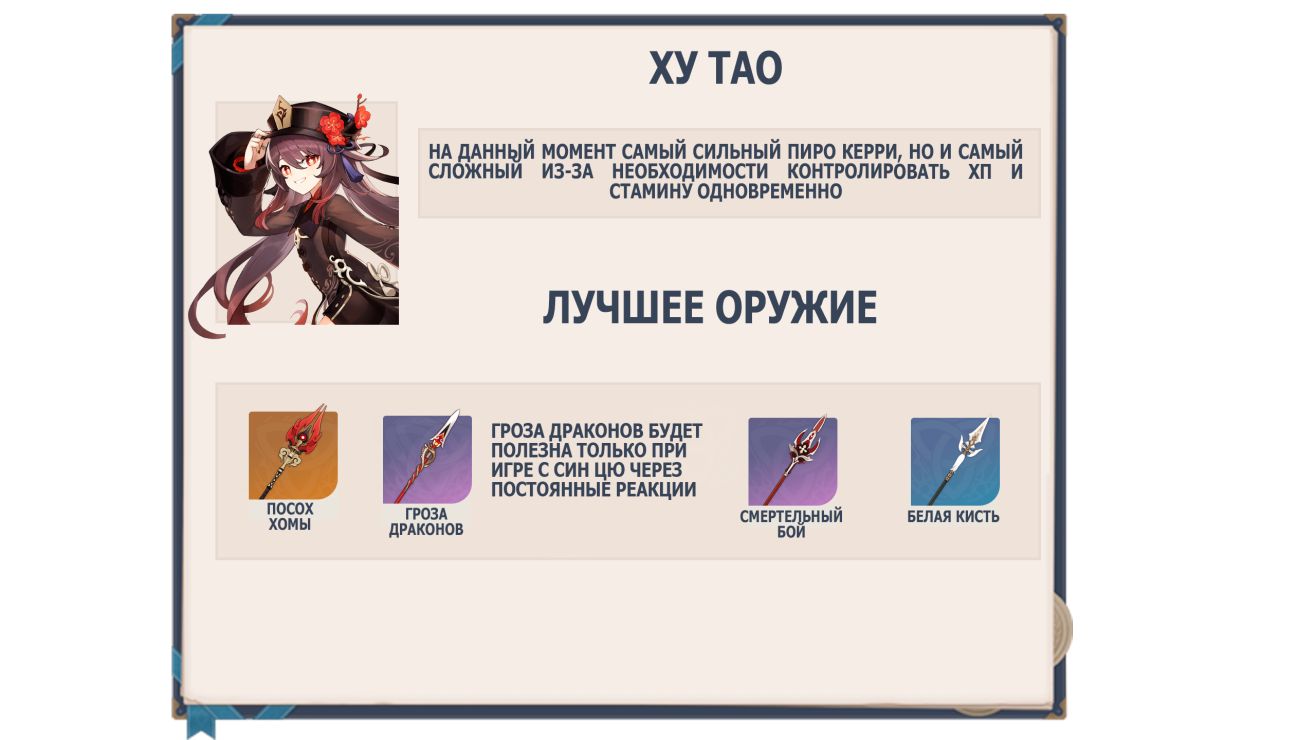 ХУ ТАО
НА ДАННЫЙ МОМЕНТ САМЫЙ СИЛЬНЫЙ ПИРО КЕРРИ, НО И САМЫЙ
СЛОЖНЫЙ ИЗ-ЗА НЕОБХОДИМОСТИ КОНТРОЛИРОВАТЬ ХП И
СТАМИНУ ОДНОВРЕМЕННО
ЛУЧШЕЕ ОРУЖИЕ
ПОСОХ
ХОМЫ
ГРОЗА
ДРАКОНОВ
ГРОЗА ДРАКОНОВ БУДЕТ
ПОЛЕЗНА ТОЛЬКО ПРИ
ИГРЕ С СИН ЦЮ ЧЕРЕЗ
ПОСТОЯННЫЕ РЕАКЦИИ
СМЕРТЕЛЬНЫЙ
БОЙ
БЕЛАЯ КИСТЬ